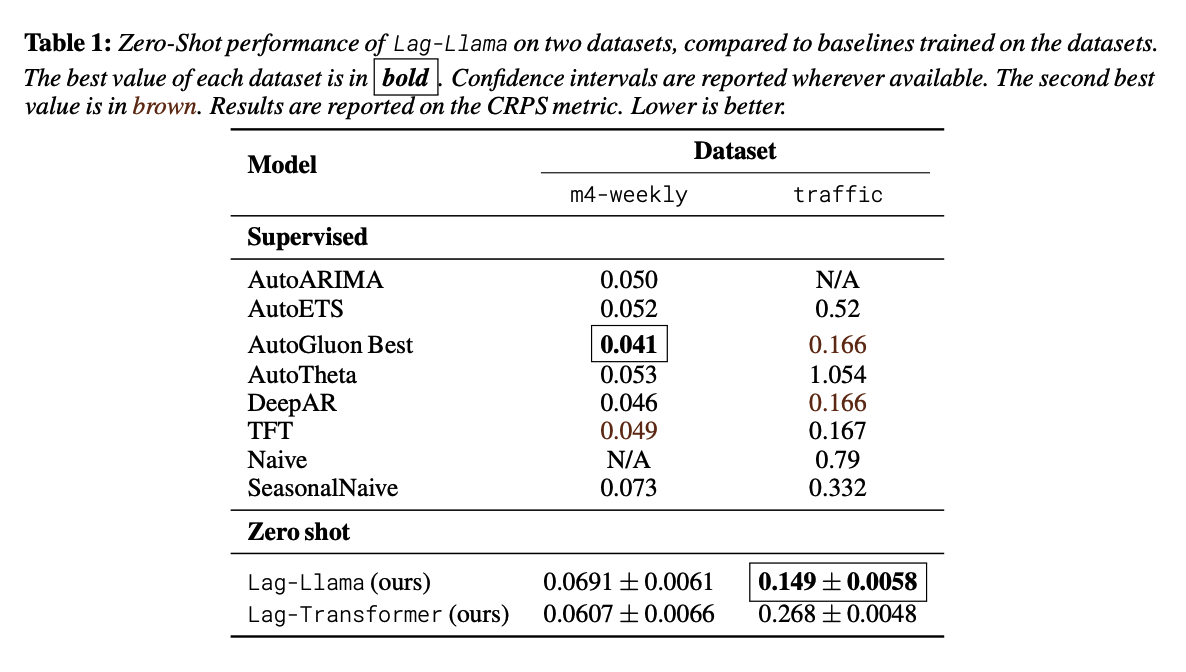 Table 1: Zero-Shot performance of Lag-Llama on two datasets, compared to baselines trained on the datasets.
The best value of each dataset is in bold . Confidence intervals are reported wherever available. The second best
value is in brown. Results are reported on the CRPS metric. Lower is better.
Model Dataset
m4-weekly traffic
Supervised
AutoARIMA 0.050 N/A
AutoETS 0.052 0.52
AutoGluon Best 0.041 0.166
AutoTheta 0.053 1.054
DeepAR 0.046 0.166
TFT 0.049 0.167
Naive N/A 0.79
SeasonalNaive 0.073 0.332
Zero shot
Lag-Llama (ours) 0.0691 ± 0.0061 0.149 ± 0.0058
Lag-Transformer (ours) 0.0607 ± 0.0066 0.268 ± 0.0048